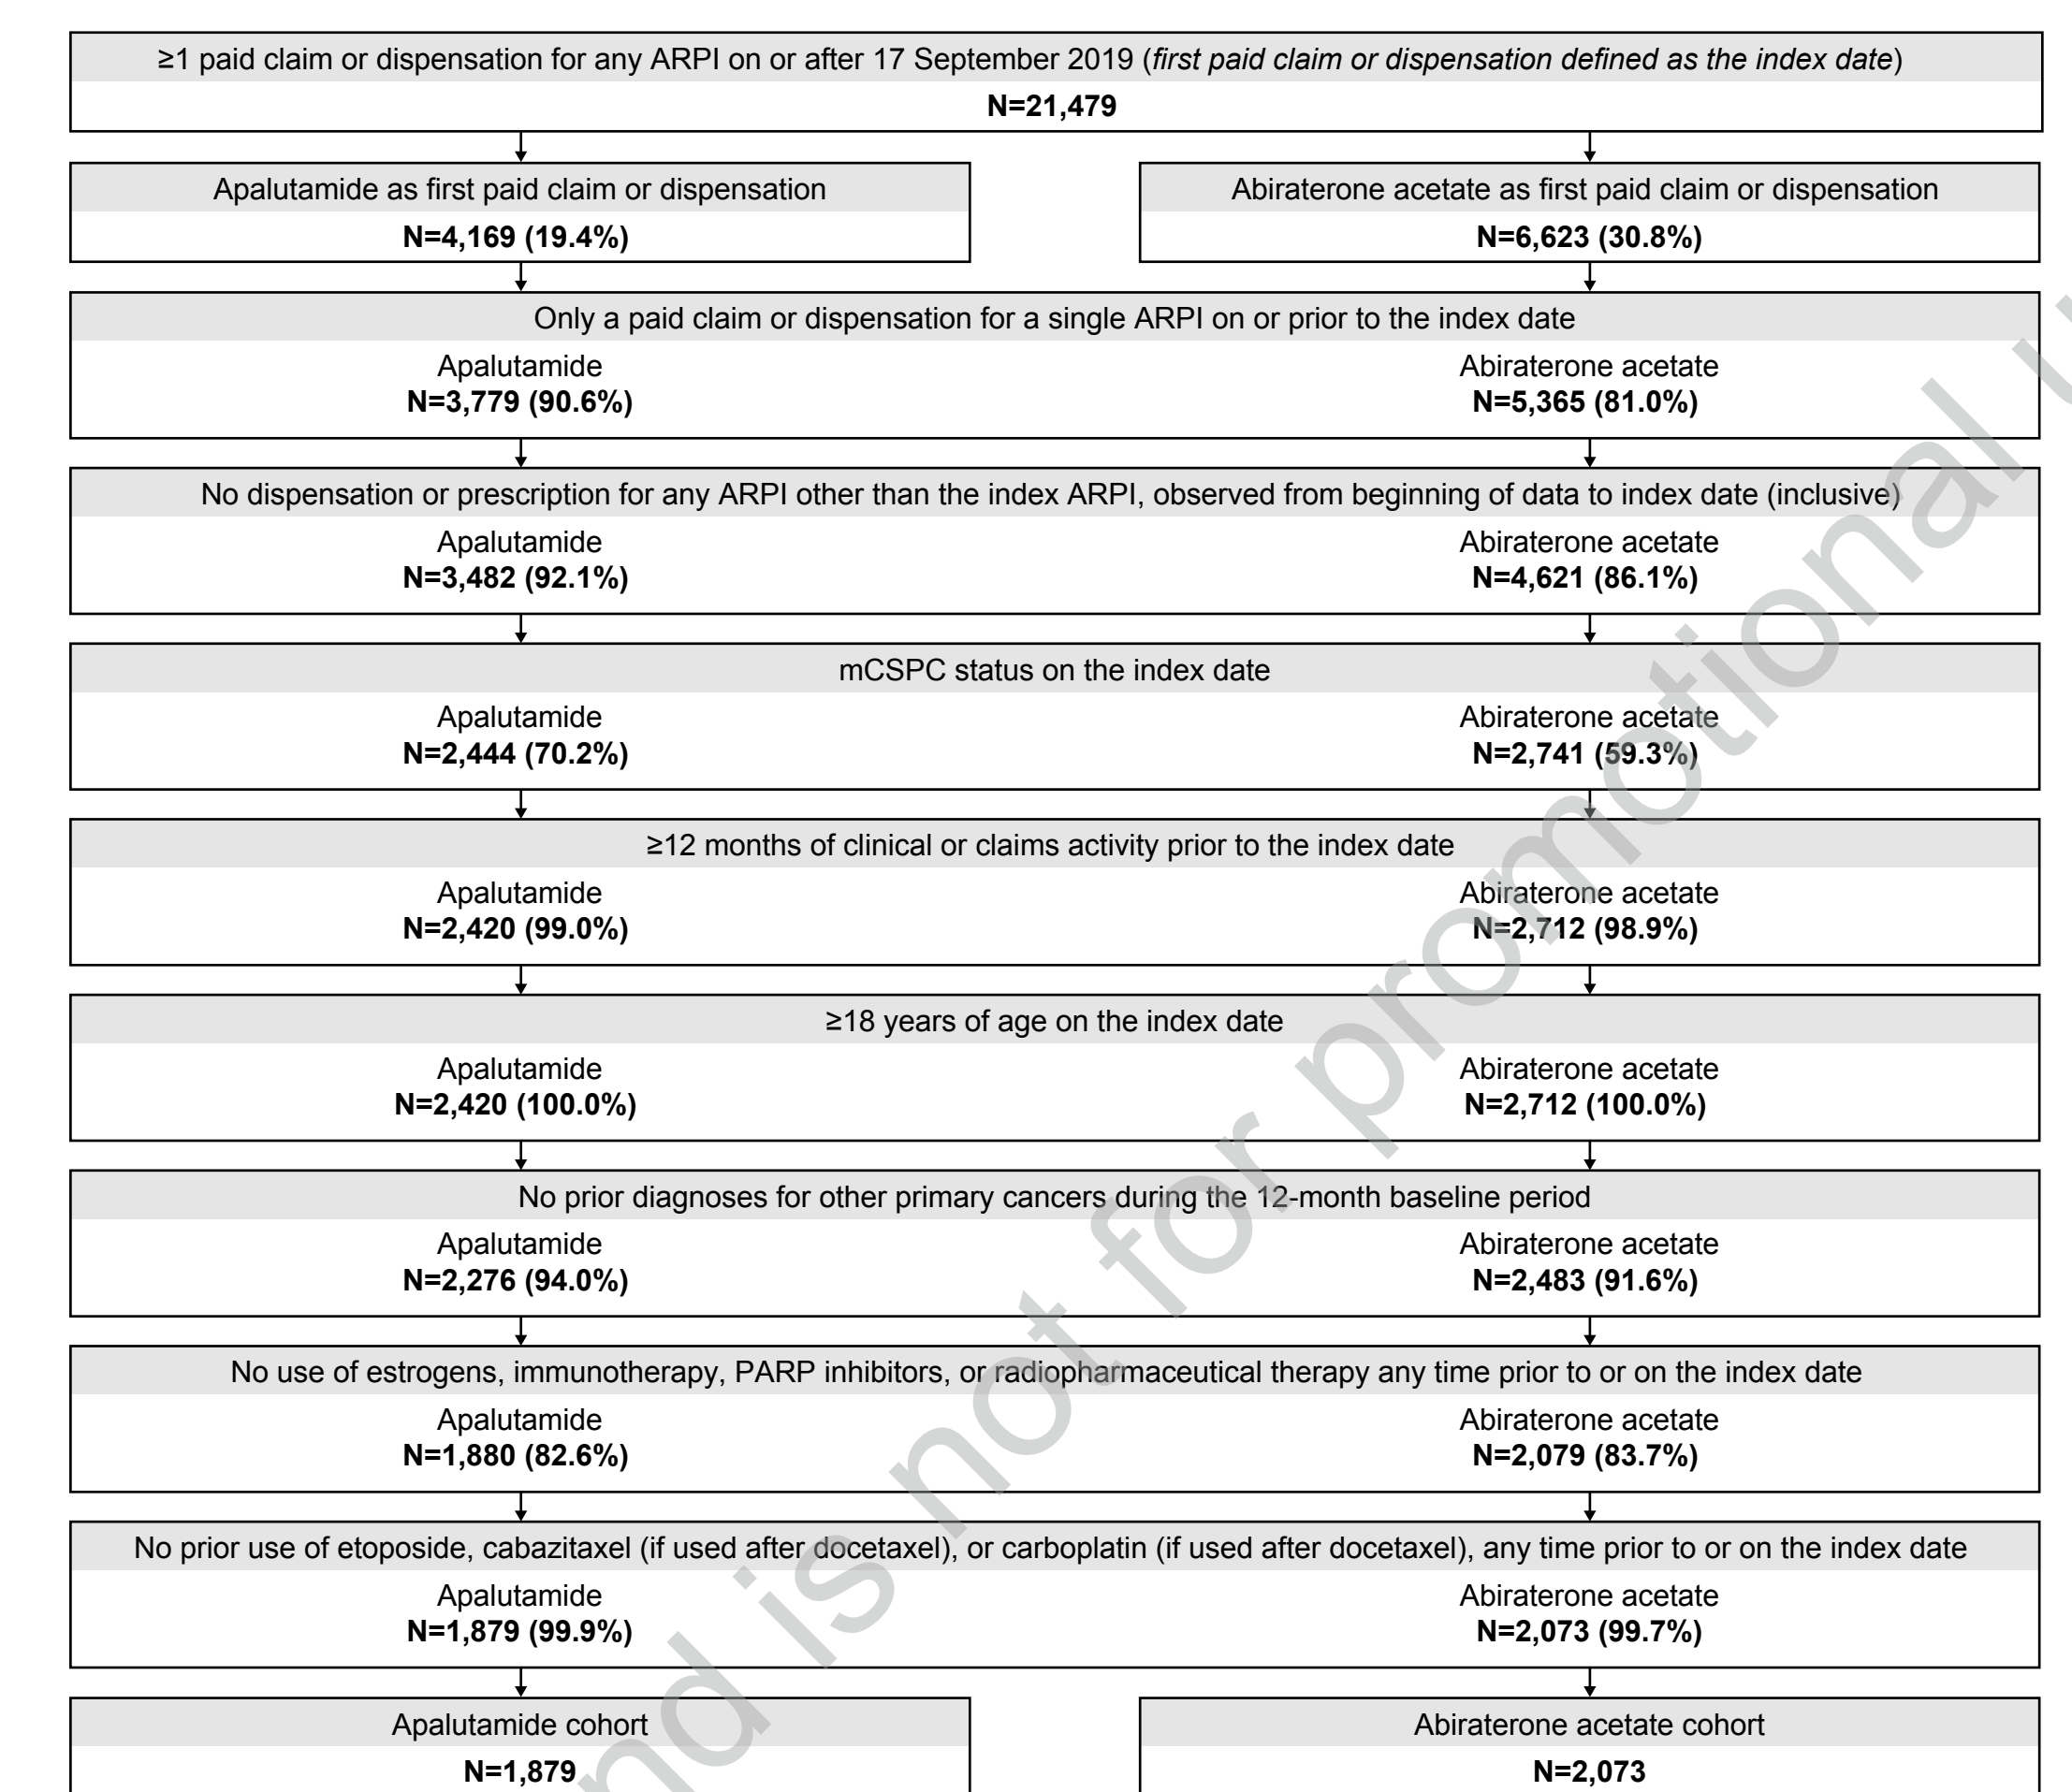 ≥1 paid claim or dispensation for any ARPI on or after 17 September 2019 (first paid claim or dispensation defined as the index date)
N=21,479
Apalutamide as first paid claim or dispensation
N=4,169 (19.4%)
Abiraterone acetate as first paid claim or dispensation
N=6,623 (30.8%)
Only a paid claim or dispensation for a single ARPI on or prior to the index date
Apalutamide
N=3,779 (90.6%)
Abiraterone acetate
N=5,365 (81.0%)
No dispensation or prescription for any ARPI other than the index ARPI, observed from beginning of data to index date (inclusive)
Apalutamide
N=3,482 (92.1%)
Abiraterone acetate
N=4,621 (86.1%)
mCSPC status on the index date
Apalutamide
N=2,444 (70.2%)
Abiraterone acetate
N=2,741 (59.3%)
≥12 months of clinical or claims activity prior to the index date
Apalutamide
N=2,420 (99.0%)
Abiraterone acetate
N=2,712 (98.9%)
≥18 years of age on the index date
Apalutamide
N=2,420 (100.0%)
Abiraterone acetate
N=2,712 (100.0%)
No prior diagnoses for other primary cancers during the 12-month baseline period
Apalutamide
N=2,276 (94.0%)
Abiraterone acetate
N=2,483 (91.6%)
No use of estrogens, immunotherapy, PARP inhibitors, or radiopharmaceutical therapy any time prior to or on the index date
Apalutamide
N=1,880 (82.6%)
Abiraterone acetate
N=2,079 (83.7%)
No prior use of etoposide, cabazitaxel (if used after docetaxel), or carboplatin (if used after docetaxel), any time prior to or on the index date
Apalutamide
N=1,879 (99.9%)
Abiraterone acetate
N=2,073 (99.7%)
Apalutamide cohort
N=1,879
Abiraterone acetate cohort
N=2,073
is not for promotional